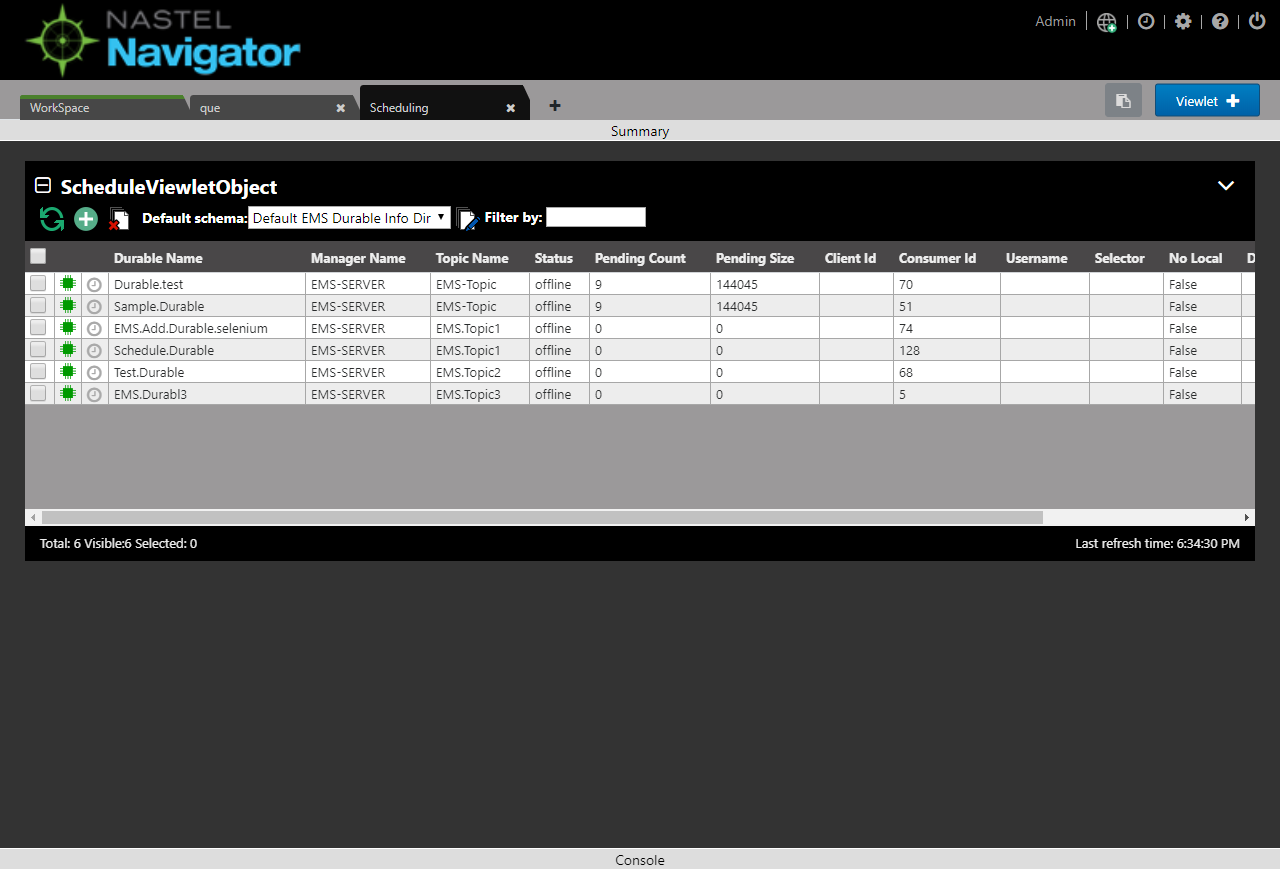 NASTEL
Navigator
Admin
WorkSpace que Scheduling
Viewlet
Summary
ScheduleViewletObject
Default schema: Default EMS Durable Info Dir Filter by:
Durable Name Manager Name Topic Name Status Pending Count Pending Size Client Id Consumer Id Username Selector No Local D
Durable.test EMS-SERVER EMS-Topic offline 9 144045 70 False
Sample.Durable EMS-SERVER EMS-Topic offline 9 144045 51 False
EMS.Add.Durable.selenium EMS-SERVER EMS.Topic1 offline 0 0 74 False
Schedule.Durable EMS-SERVER EMS.Topic1 offline 0 0 128 False
Test.Durable EMS-SERVER EMS.Topic2 offline 0 0 68 False
EMS.Durabl3 EMS-SERVER EMS.Topic3 offline 0 0 5 False
Total: 6 Visible:6 Selected: 0 Last refresh time: 6:34:30 PM
Console